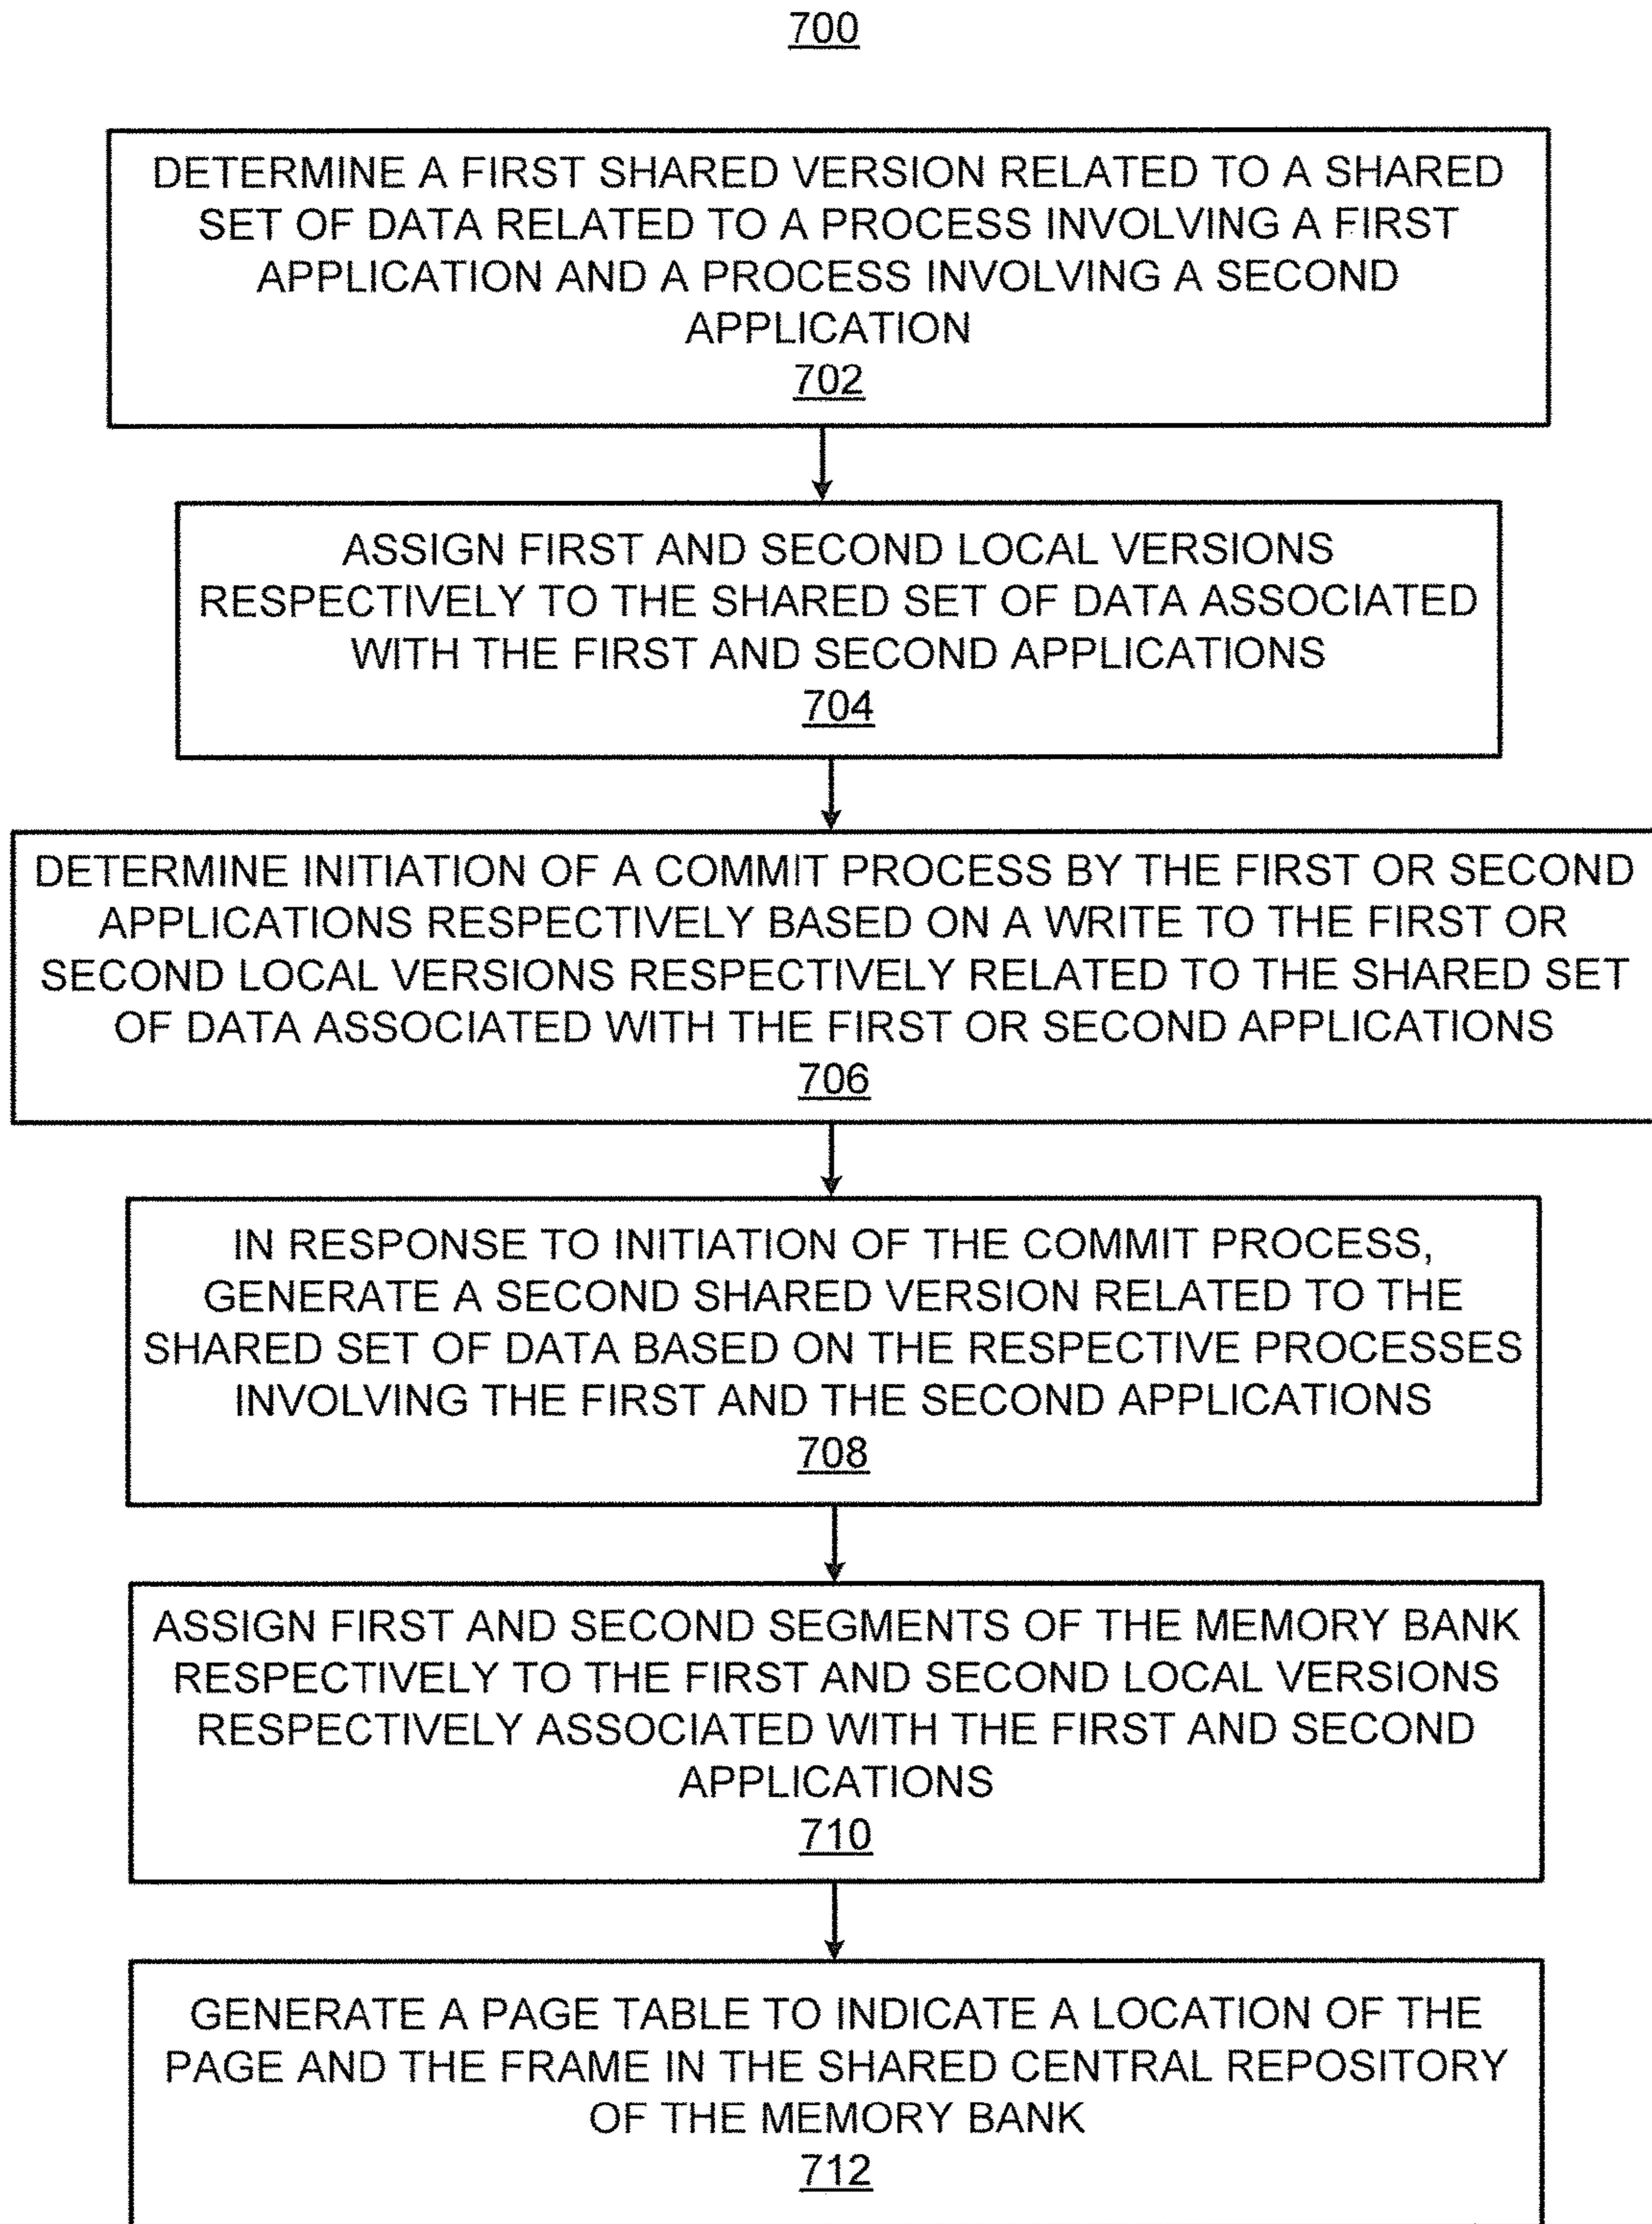 700
DETERMINE A FIRST SHARED VERSION RELATED TO A SHARED
SET OF DATA RELATED TO A PROCESS INVOLVING A FIRST
APPLICATION AND A PROCESS INVOLVING A SECOND
APPLICATION
702
ASSIGN FIRST AND SECOND LOCAL VERSIONS
RESPECTIVELY TO THE SHARED SET OF DATA ASSOCIATED
WITH THE FIRST AND SECOND APPLICATIONS
704
DETERMINE INITIATION OF A COMMIT PROCESS BY THE FIRST OR SECOND
APPLICATIONS RESPECTIVELY BASED ON A WRITE TO THE FIRST OR
SECOND LOCAL VERSIONS RESPECTIVELY RELATED TO THE SHARED SET
OF DATA ASSOCIATED WITH THE FIRST OR SECOND APPLICATIONS
706
IN RESPONSE TO INITIATION OF THE COMMIT PROCESS,
GENERATE A SECOND SHARED VERSION RELATED TO THE
SHARED SET OF DATA BASED ON THE RESPECTIVE PROCESSES
INVOLVING THE FIRST AND THE SECOND APPLICATIONS
708
ASSIGN FIRST AND SECOND SEGMENTS OF THE MEMORY BANK
RESPECTIVELY TO THE FIRST AND SECOND LOCAL VERSIONS
RESPECTIVELY ASSOCIATED WITH THE FIRST AND SECOND
APPLICATIONS
710
GENERATE A PAGE TABLE TO INDICATE A LOCATION OF THE
PAGE AND THE FRAME IN THE SHARED CENTRAL REPOSITORY
OF THE MEMORY BANK
712